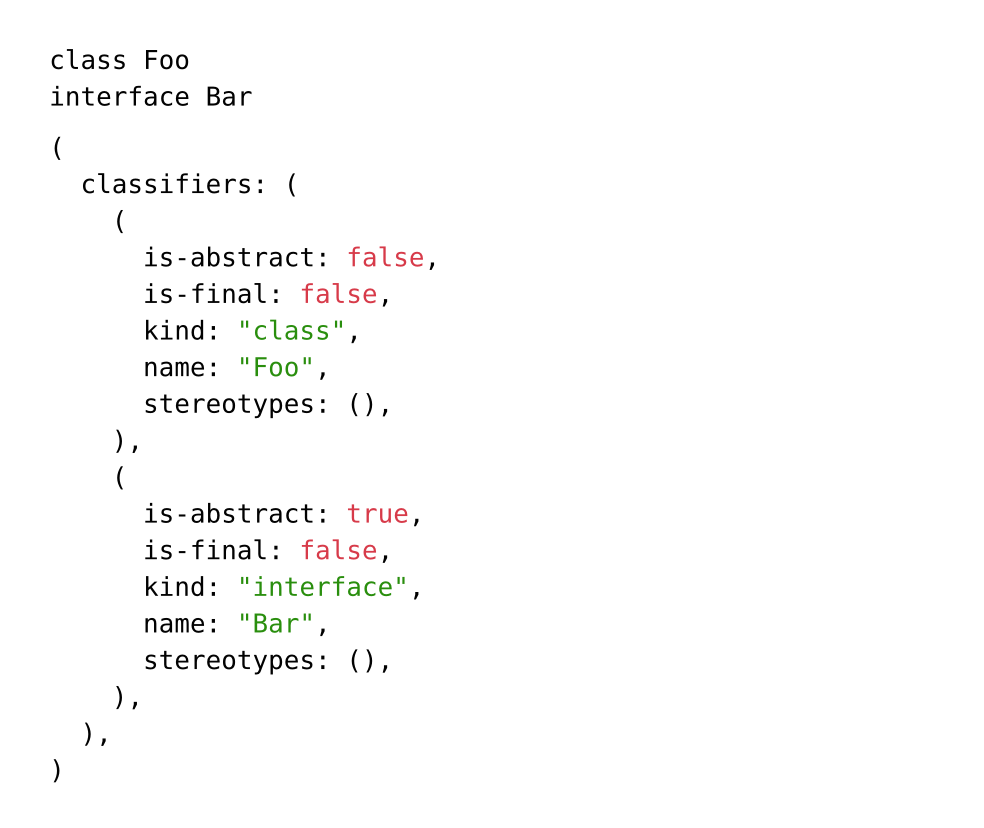 class Foo
interface Bar
(
  classifiers: (
    (
      is-abstract: false,
      is-final: false,
      kind: "class",
      name: "Foo",
      stereotypes: (),
    ),
    (
      is-abstract: true,
      is-final: false,
      kind: "interface",
      name: "Bar",
      stereotypes: (),
    ),
  ),
)